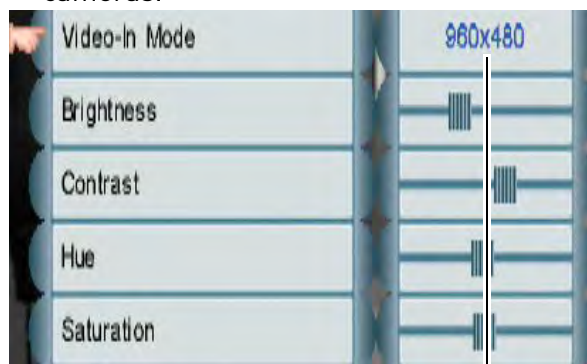 Video-In Mode 960x480
Brightness
Contrast
Hue
Saturation